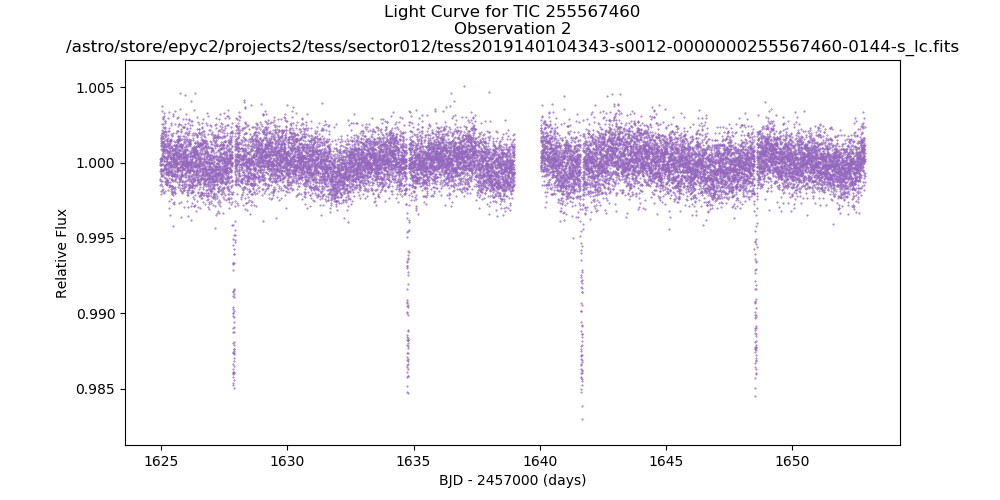 Light Curve for TIC 255567460
Observation 2
/astro/store/epyc2/projects2/tess/sector012/tess2019140104343-s0012-0000000255567460-0144-s_lc.fits
1.005
1.000
0.995
0.990
0.985
Relative Flux
1625
1630
1635
1640
1645
1650
BJD - 2457000 (days)